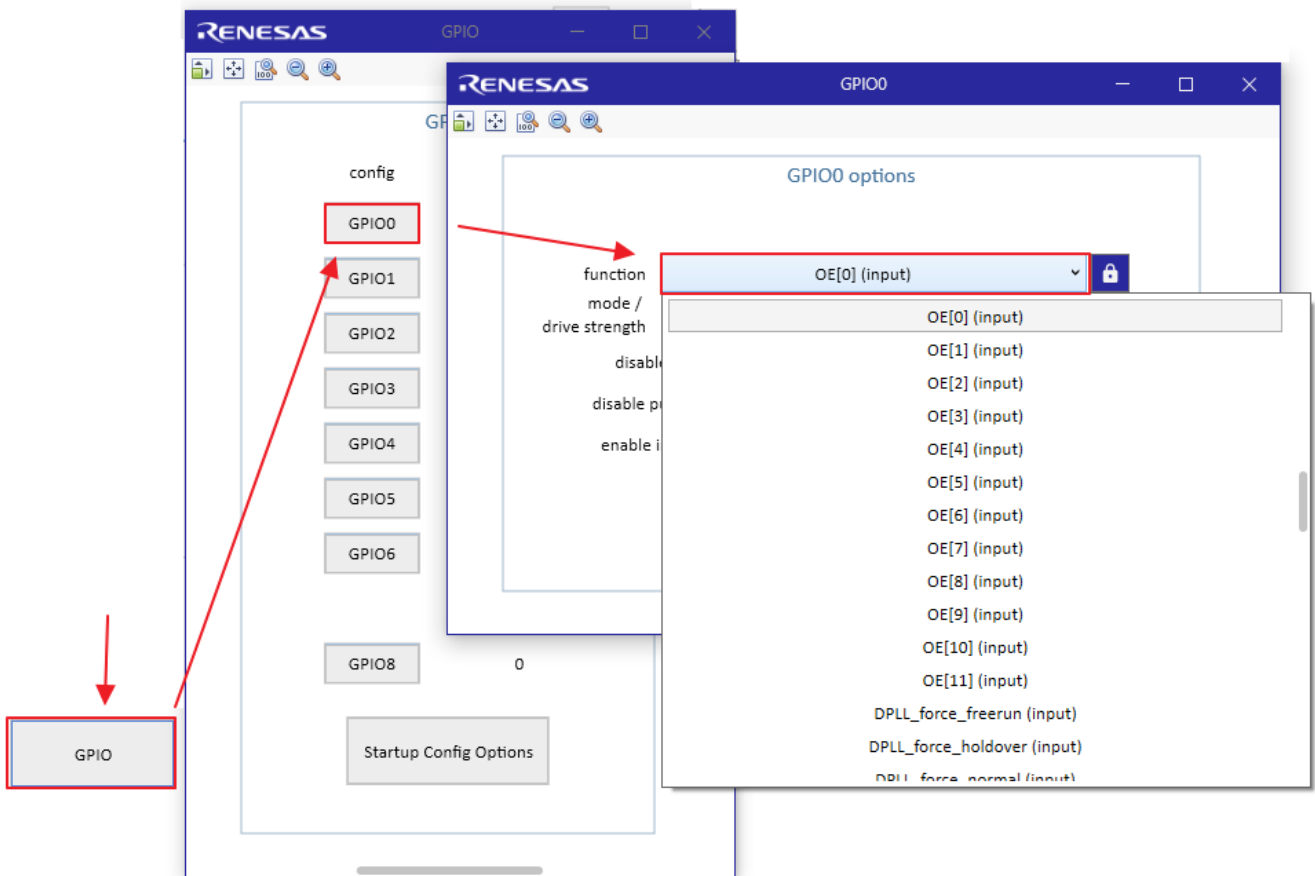 RENESAS
GPIO
config
GPIO0
GPIO1
GPIO2
GPIO3
GPIO4
GPIO5
GPIO6
GPIO8 0
Startup Config Options
GPIO
RENESAS
GPIO0
GPIO0 options
function OE[0] (input)
mode /
drive strength
enable
OE[0] (input)
OE[1] (input)
OE[2] (input)
OE[3] (input)
OE[4] (input)
OE[5] (input)
OE[6] (input)
OE[7] (input)
OE[8] (input)
OE[9] (input)
OE[10] (input)
OE[11] (input)
DPLL_force_freerun (input)
DPLL_force_holdover (input)
DPLL_force_normal (input)